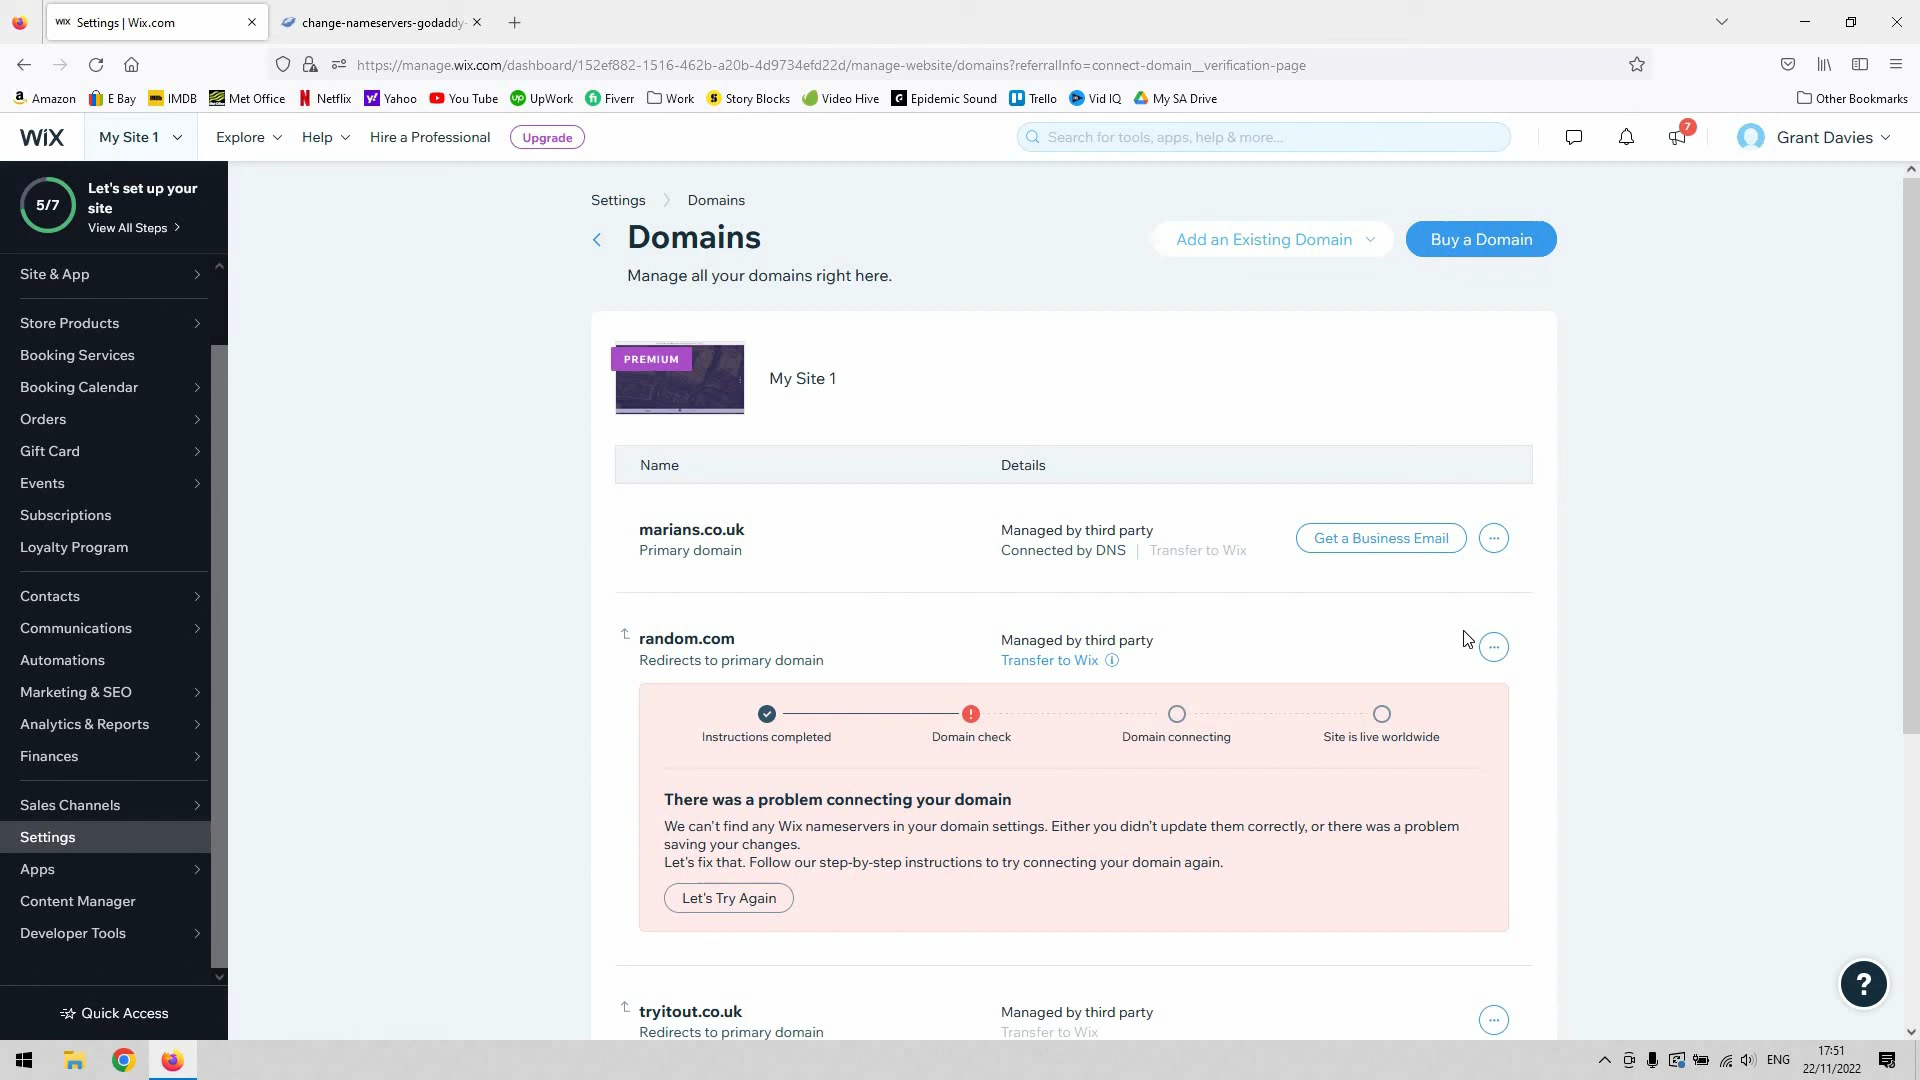 Settings | Wix.com
change-nameservers-godaddy-
https://manage.wix.com/dashboard/152ef882-1516-462b-a20b-4d9734efd22d/manage-website/domains?referralInfo=connect-domain__verification-page
Amazon
E Bay
IMDB
Met Office
Netflix
Yahoo
You Tube
UpWork
Fiverr
Work
Story Blocks
Video Hive
Epidemic Sound
Trello
Vid IQ
My SA Drive
Other Bookmarks
WiX
My Site 1
Explore
Help
Hire a Professional
Upgrade
Search for tools, apps, help & more...
7
Grant Davies
5/7
Let's set up your
site
View All Steps
Site & App
Store Products
Booking Services
Booking Calendar
Orders
Gift Card
Events
Subscriptions
Loyalty Program
Contacts
Communications
Automations
Marketing & SEO
Analytics & Reports
Finances
Sales Channels
Settings
Apps
Content Manager
Developer Tools
Quick Access
Settings
Domains
Domains
Manage all your domains right here.
Add an Existing Domain
Buy a Domain
PREMIUM
My Site 1
Name
Details
marians.co.uk
Primary domain
Managed by third party
Connected by DNS | Transfer to Wix
Get a Business Email
random.com
Redirects to primary domain
Managed by third party
Transfer to Wix
Instructions completed
Domain check
Domain connecting
Site is live worldwide
There was a problem connecting your domain
We can't find any Wix nameservers in your domain settings. Either you didn't update them correctly, or there was a problem
saving your changes.
Let's fix that. Follow our step-by-step instructions to try connecting your domain again.
Let's Try Again
tryitout.co.uk
Redirects to primary domain
Managed by third party
Transfer to Wix
?
ENG
17:51
22/11/2022